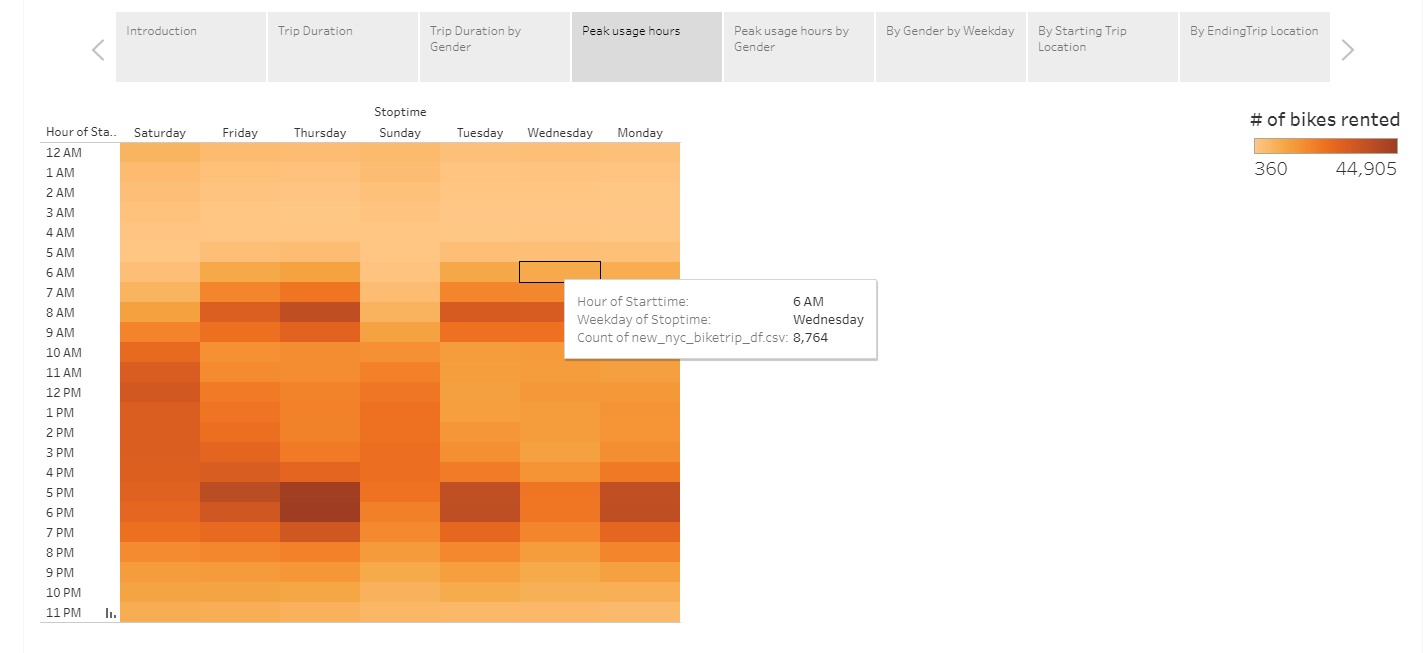 Introduction
Trip Duration
Trip Duration by
Gender
Peak usage hours
Peak usage hours by
Gender
By Gender by Weekday
By Starting Trip
Location
By EndingTrip Location
Stoptime
Hour of Sta.. Saturday Friday Thursday Sunday Tuesday Wednesday Monday
12 AM
1 AM
2 AM
3 AM
4 AM
5 AM
6 AM
7 AM
8 AM
9 AM
10 AM
11 AM
12 PM
1 PM
2 PM
3 PM
4 PM
5 PM
6 PM
7 PM
8 PM
9 PM
10 PM
11 PM
Hour of Starttime: 6 AM
Weekday of Stoptime: Wednesday
Count of new_nyc_biketrip_df.csv: 8,764
# of bikes rented
360 44,905